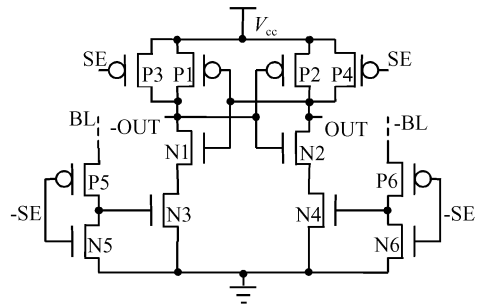 Vcc
SE P3 P1 P2 P4 SE
BL -OUT OUT -BL
N1 N2
P5 P6
-SE N3 N4 -SE
N5 N6